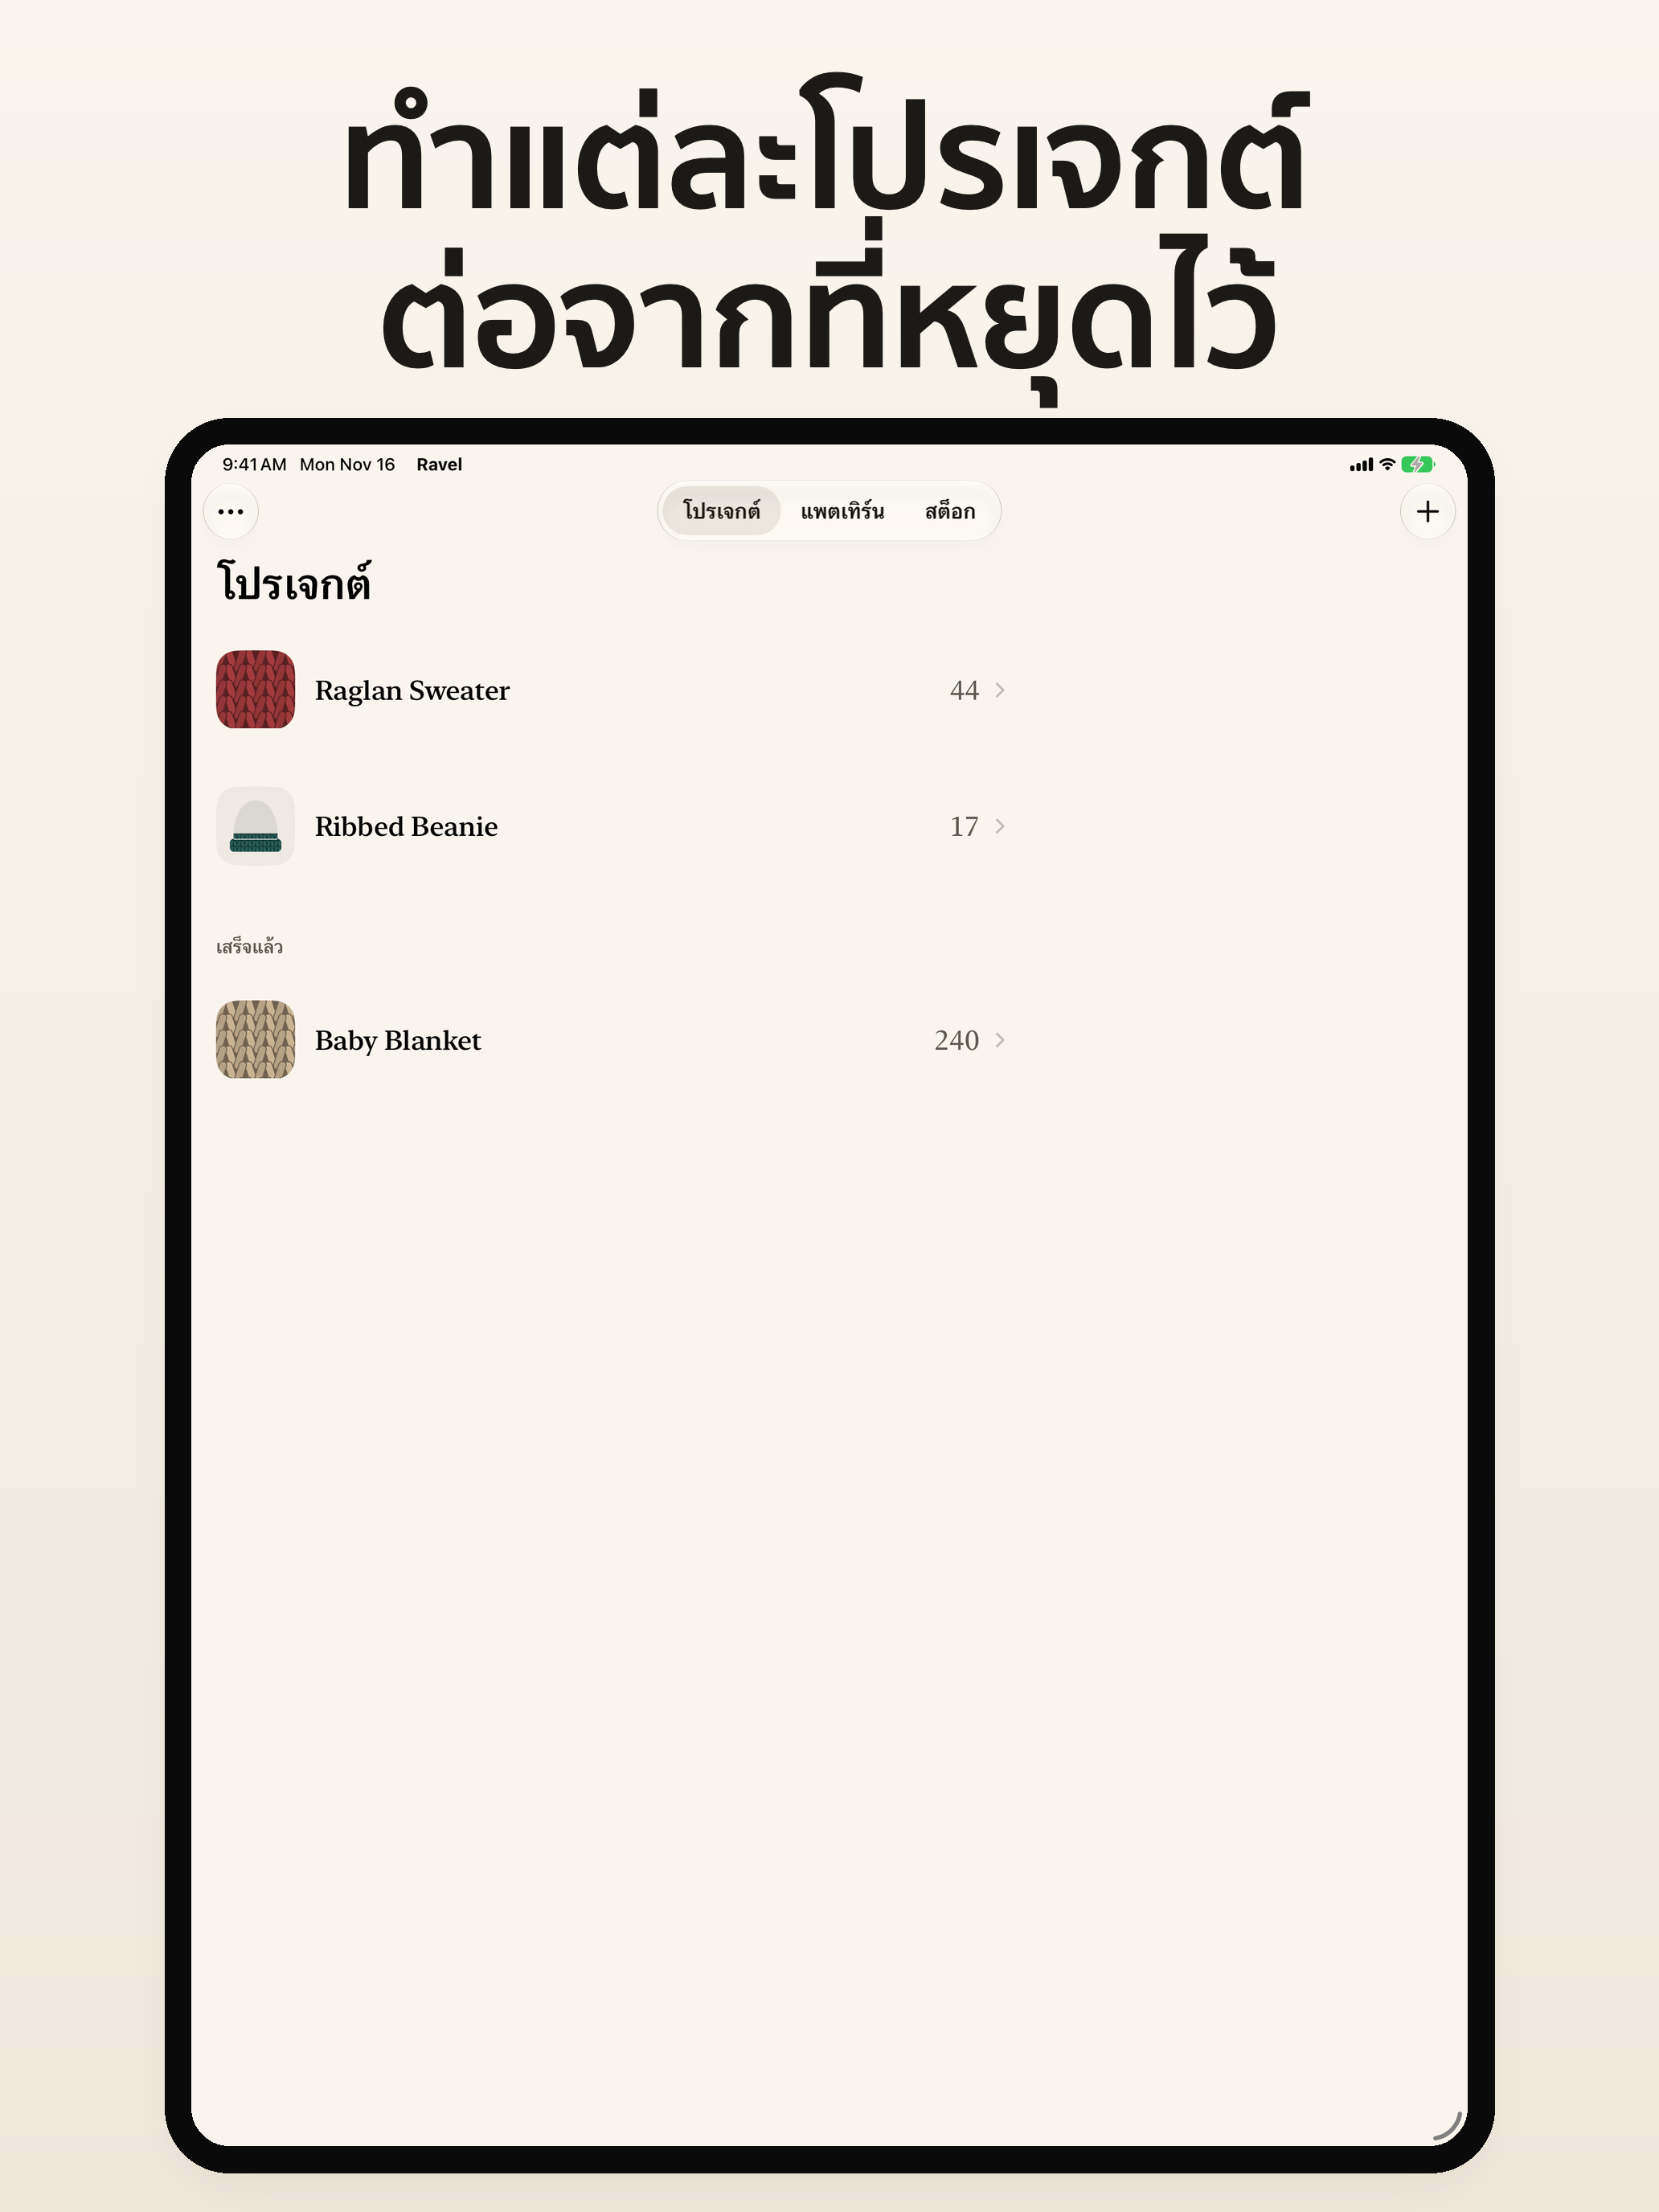 ทำแต่ละโปรเจกต์
ต่อจากที่หยุดไว้
9:41 AM Mon Nov 16 Ravel
โปรเจกต์ แพตเทิร์น สต็อก
โปรเจกต์
Raglan Sweater 44
Ribbed Beanie 17
เสร็จแล้ว
Baby Blanket 240